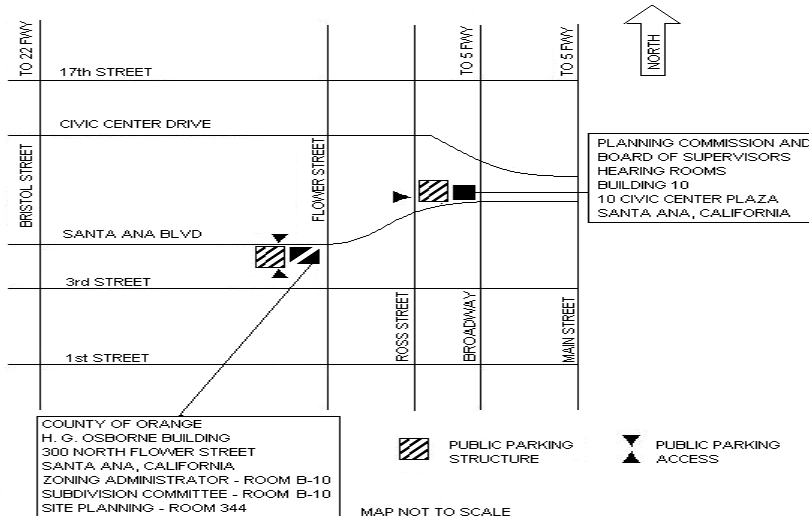 TO 22 FWY
TO 5 FWY
TO 5 FWY
NORTH
17th STREET
CIVIC CENTER DRIVE
BRISTOL STREET
FLOWER STREET
PLANNING COMMISSION AND
BOARD OF SUPERVISORS
HEARING ROOMS
BUILDING 10
10 CIVIC CENTER PLAZA
SANTA ANA, CALIFORNIA
SANTA ANA BLVD
3rd STREET
ROSS STREET
BROADWAY
MAIN STREET
1st STREET
COUNTY OF ORANGE
H. G. OSBORNE BUILDING
300 NORTH FLOWER STREET
SANTA ANA, CALIFORNIA
ZONING ADMINISTRATOR - ROOM B-10
SUBDIVISION COMMITTEE - ROOM B-10
SITE PLANNING - ROOM 344
PUBLIC PARKING
STRUCTURE
PUBLIC PARKING
ACCESS
MAP NOT TO SCALE